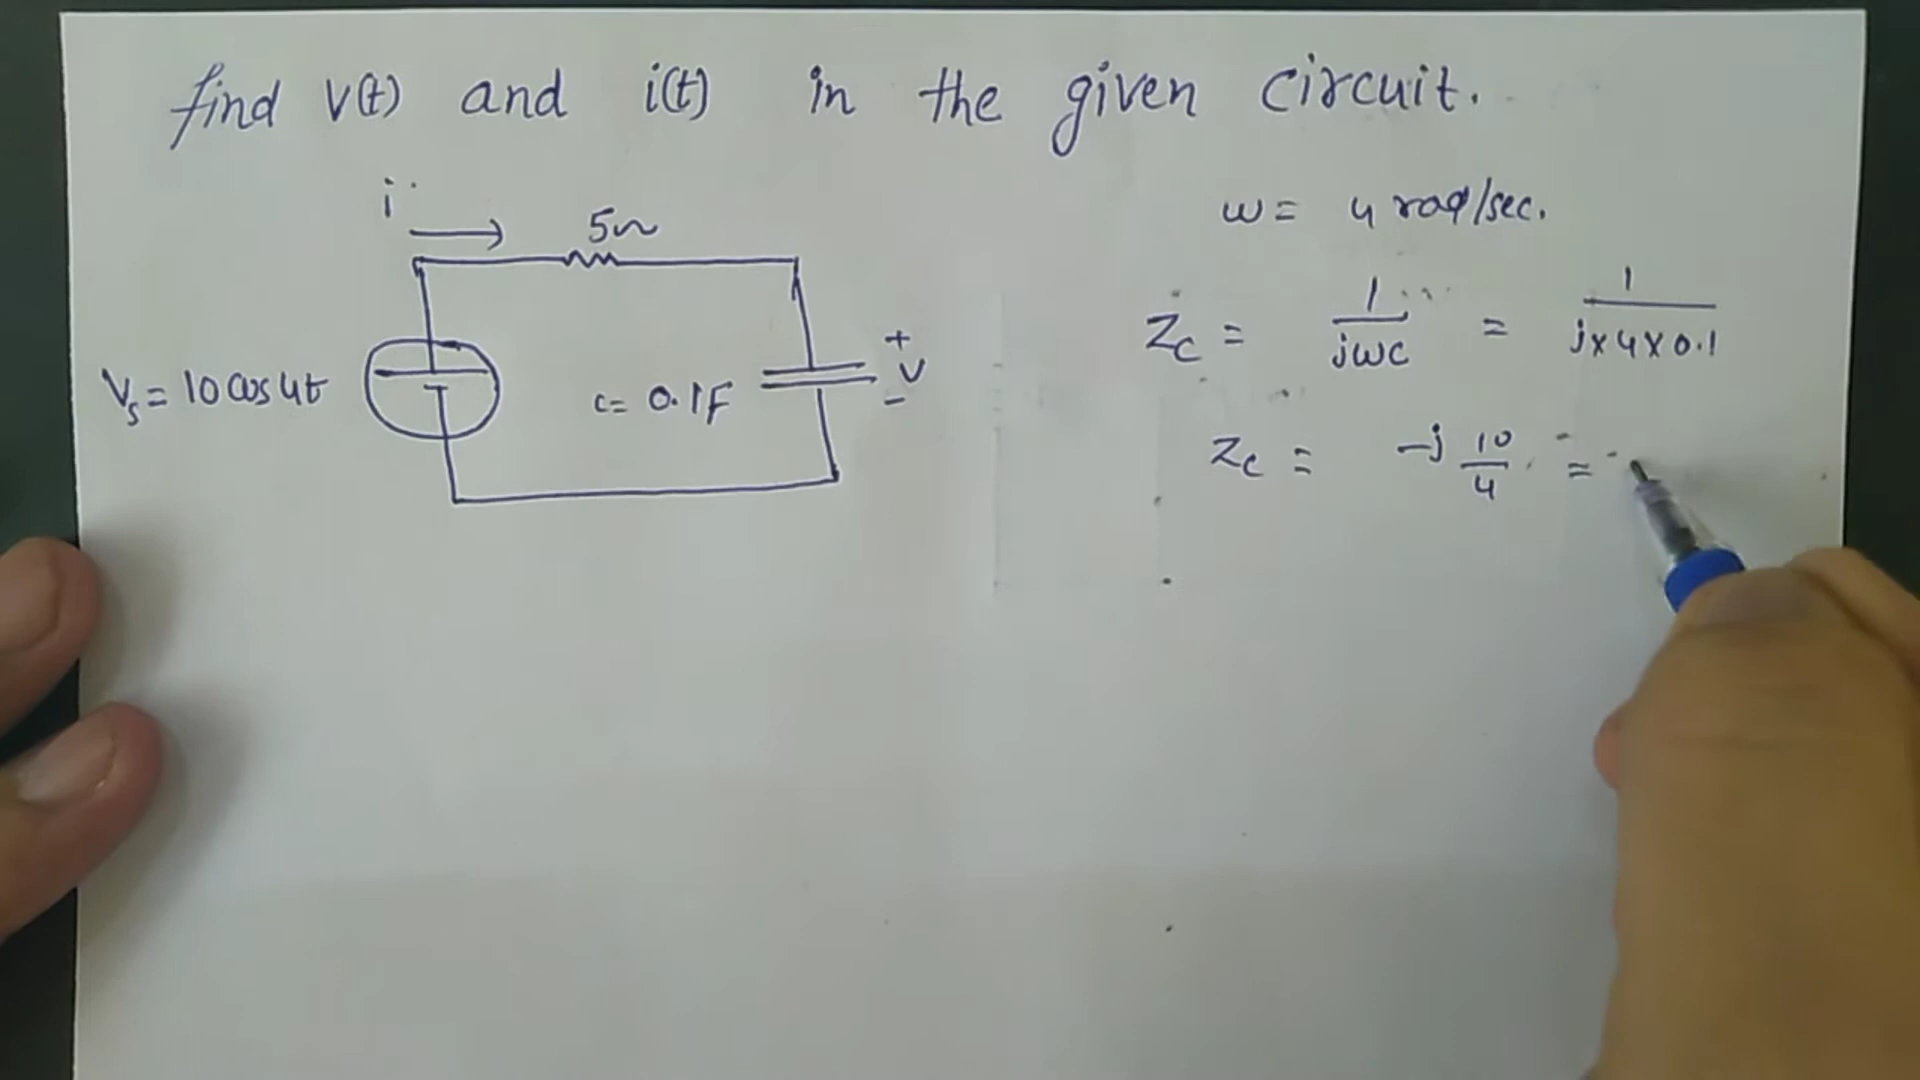 find v(t) and i(t) in the given circuit.
i
5Ω
Vs = 10 cos 4t
c = 0.1F
+
V
-
ω = 4 rad/sec.
Zc = 1/jωc = 1/j×4×0.1
Zc = -j 10/4 =